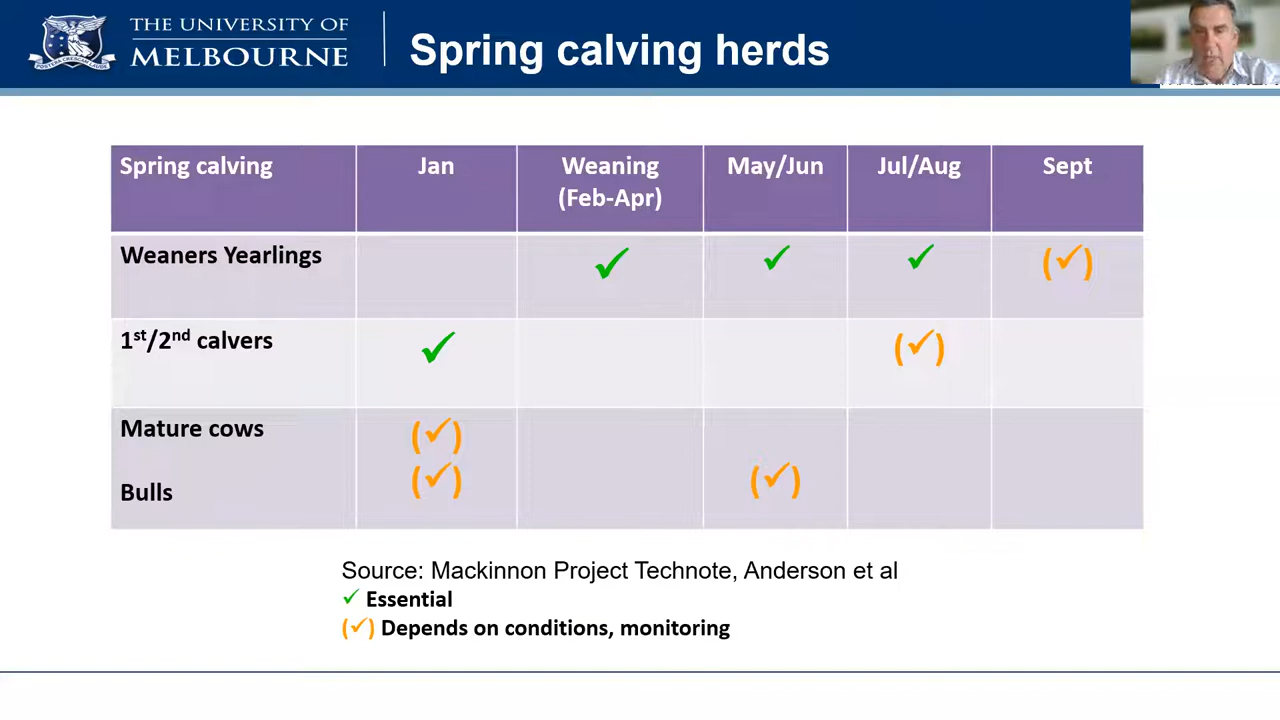 THE UNIVERSITY OF
MELBOURNE
Spring calving herds
Spring calving
Jan
Weaning
(Feb-Apr)
May/Jun
Jul/Aug
Sept
Weaners Yearlings
✓
✓
✓
(✓)
1st/2nd calvers
✓
(✓)
Mature cows
(✓)
Bulls
(✓)
(✓)
Source: Mackinnon Project Technote, Anderson et al
✓ Essential
(✓) Depends on conditions, monitoring